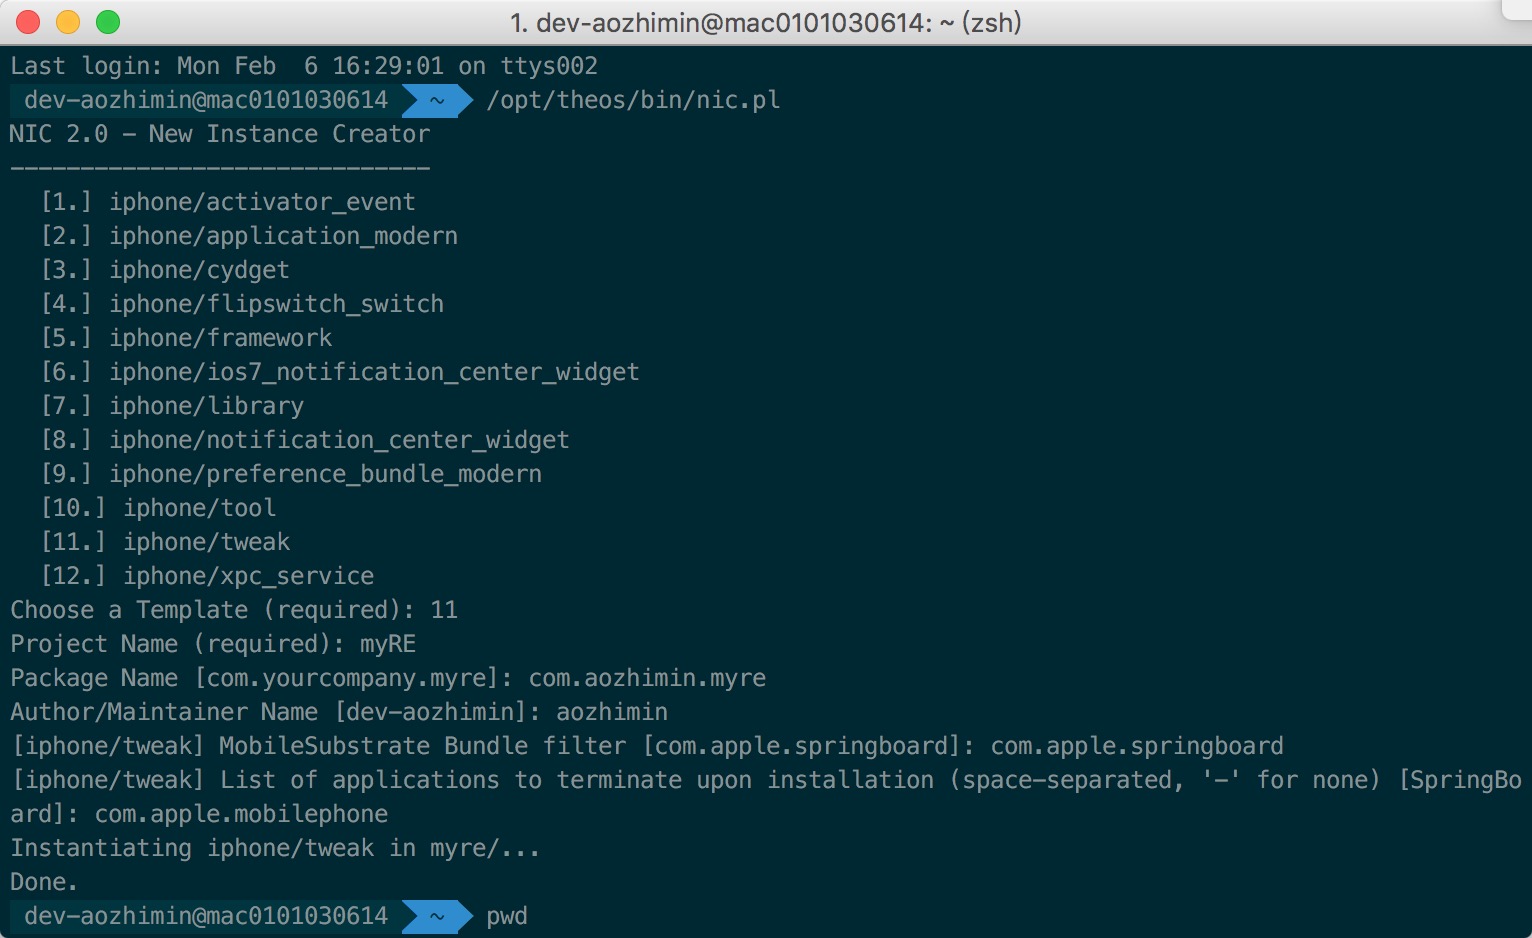 1. dev-aozhimin@mac0101030614: ~ (zsh)
Last login: Mon Feb  6 16:29:01 on ttys002
dev-aozhimin@mac0101030614 ~ /opt/theos/bin/nic.pl
NIC 2.0 - New Instance Creator
------------------------------
[1.] iphone/activator_event
[2.] iphone/application_modern
[3.] iphone/cydget
[4.] iphone/flipswitch_switch
[5.] iphone/framework
[6.] iphone/ios7_notification_center_widget
[7.] iphone/library
[8.] iphone/notification_center_widget
[9.] iphone/preference_bundle_modern
[10.] iphone/tool
[11.] iphone/tweak
[12.] iphone/xpc_service
Choose a Template (required): 11
Project Name (required): myRE
Package Name [com.yourcompany.myre]: com.aozhimin.myre
Author/Maintainer Name [dev-aozhimin]: aozhimin
[iphone/tweak] MobileSubstrate Bundle filter [com.apple.springboard]: com.apple.springboard
[iphone/tweak] List of applications to terminate upon installation (space-separated, '-' for none) [SpringBo
ard]: com.apple.mobilephone
Instantiating iphone/tweak in myre/...
Done.
dev-aozhimin@mac0101030614 ~ pwd